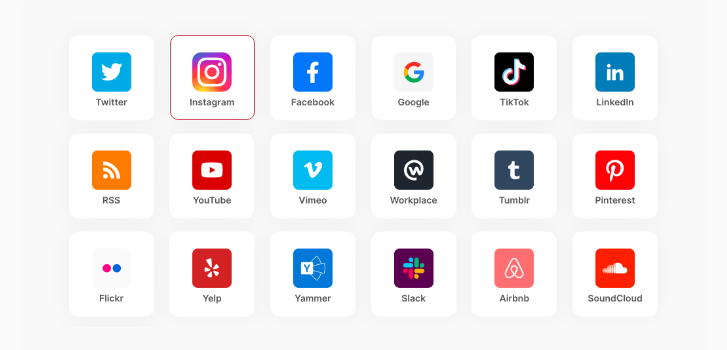 Twitter
Instagram
Facebook
Google
TikTok
LinkedIn
RSS
YouTube
Vimeo
Workplace
Tumblr
Pinterest
Flickr
Yelp
Yammer
Slack
Airbnb
SoundCloud